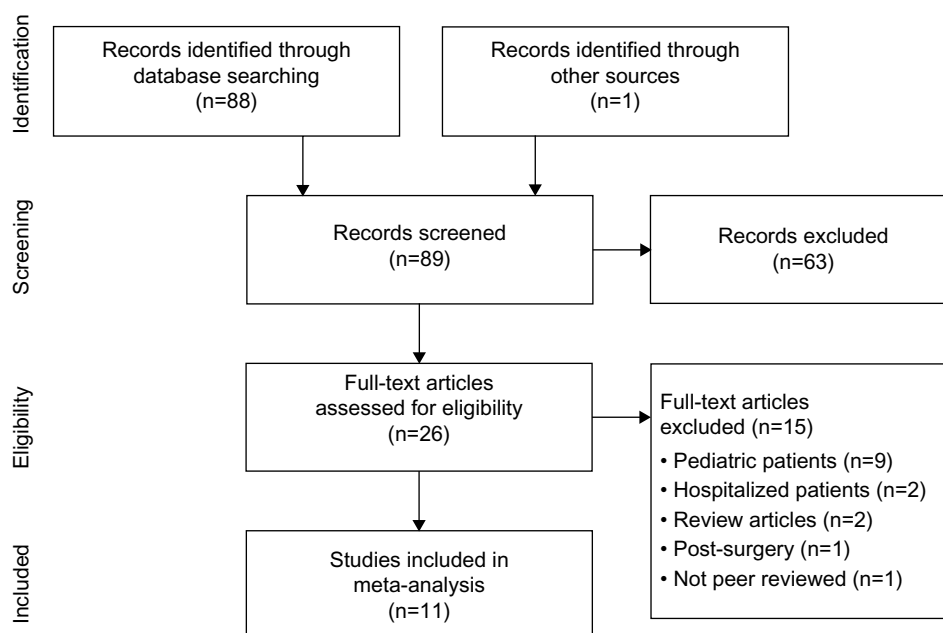 Identification
Records identified through
database searching
(n=88)
Records identified through
other sources
(n=1)
Screening
Records screened
(n=89)
Records excluded
(n=63)
Eligibility
Full-text articles
assessed for eligibility
(n=26)
Full-text articles
excluded (n=15)
• Pediatric patients (n=9)
• Hospitalized patients (n=2)
• Review articles (n=2)
• Post-surgery (n=1)
• Not peer reviewed (n=1)
Included
Studies included in
meta-analysis
(n=11)